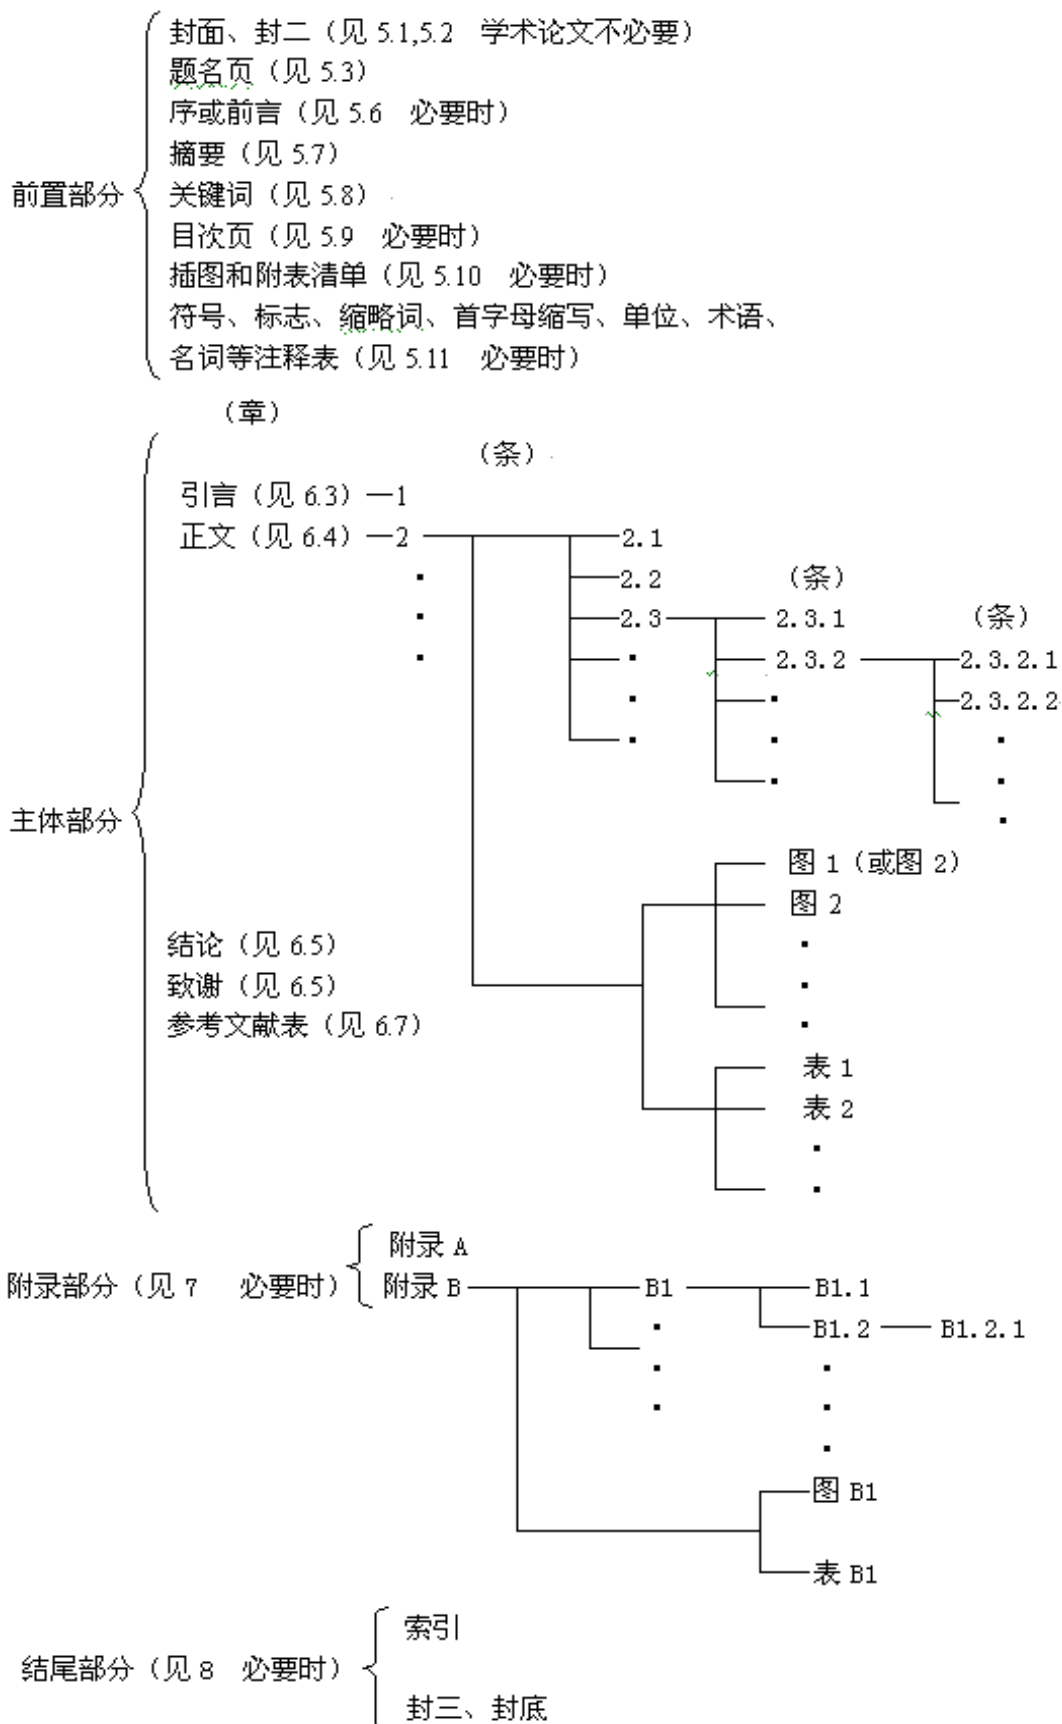 封面、封二（见 5.1,5.2　学术论文不必要）
题名页（见 5.3）
序或前言（见 5.6　必要时）
摘要（见 5.7）
前置部分
关键词（见 5.8）
目次页（见 5.9　必要时）
插图和附表清单（见 5.10　必要时）
符号、标志、缩略词、首字母缩写、单位、术语、
名词等注释表（见 5.11　必要时）
（章）
（条）
引言（见 6.3）—1
正文（见 6.4）—2
2.1
2.2
（条）
2.3
2.3.1
（条）
2.3.2
2.3.2.1
2.3.2.2
主体部分
图 1（或图 2）
图 2
结论（见 6.5）
致谢（见 6.5）
参考文献表（见 6.7）
表 1
表 2
附录 A
附录部分（见 7　必要时）
附录 B
B1
B1.1
B1.2
B1.2.1
图 B1
表 B1
索引
结尾部分（见 8　必要时）
封三、封底